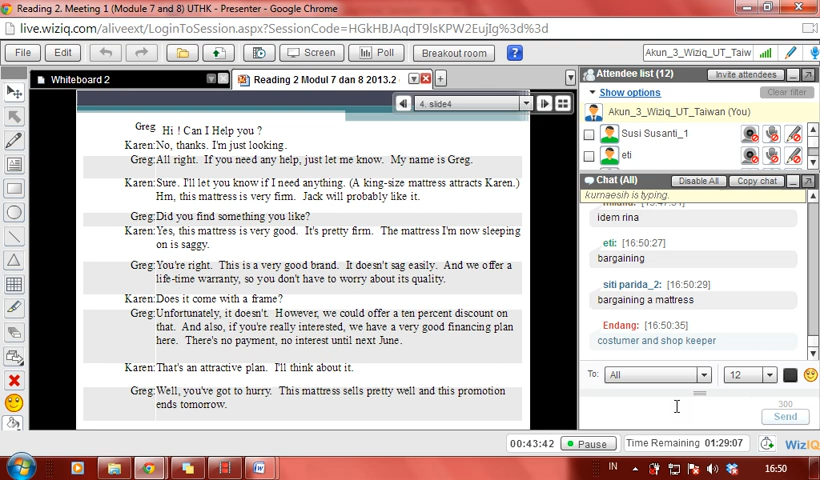 Reading 2. Meeting 1 (Module 7 and 8) UTHK - Presenter - Google Chrome
live.wiziq.com/aliveext/LoginToSession.aspx?SessionCode=HGkHBJAqdT9lsKPW2EujIg%3d%3d
File Edit Screen Poll Breakout room ? Akun_3_Wiziq_UT_Taiw
Whiteboard 2 Reading 2 Modul 7 dan 8 2013.2 +
4. slide4
Greg: Hi ! Can I Help you ?
Karen: No, thanks. I'm just looking.
Greg: All right. If you need any help, just let me know. My name is Greg.
Karen: Sure. I'll let you know if I need anything. (A king-size mattress attracts Karen.)
Hm, this mattress is very firm. Jack will probably like it.
Greg: Did you find something you like?
Karen: Yes, this mattress is very good. It's pretty firm. The mattress I'm now sleeping
on is saggy.
Greg: You're right. This is a very good brand. It doesn't sag easily. And we offer a
life-time warranty, so you don't have to worry about its quality.
Karen: Does it come with a frame?
Greg: Unfortunately, it doesn't. However, we could offer a ten percent discount on
that. And also, if you're really interested, we have a very good financing plan
here. There's no payment, no interest until next June.
Karen: That's an attractive plan. I'll think about it.
Greg: Well, you've got to hurry. This mattress sells pretty well and this promotion
ends tomorrow.
Attendee list (12) Invite attendees
Show options Clear filter
Akun_3_Wiziq_UT_Taiwan (You)
Susi Susanti_1
eti
Chat (All) Disable All Copy chat
kurnaesih is typing.
idem rina
eti: [16:50:27]
bargaining
siti parida_2: [16:50:29]
bargaining a mattress
Endang: [16:50:35]
costumer and shop keeper
To: All 12
300
Send
00:43:42 Pause Time Remaining 01:29:07 WizIQ
IN 16:50